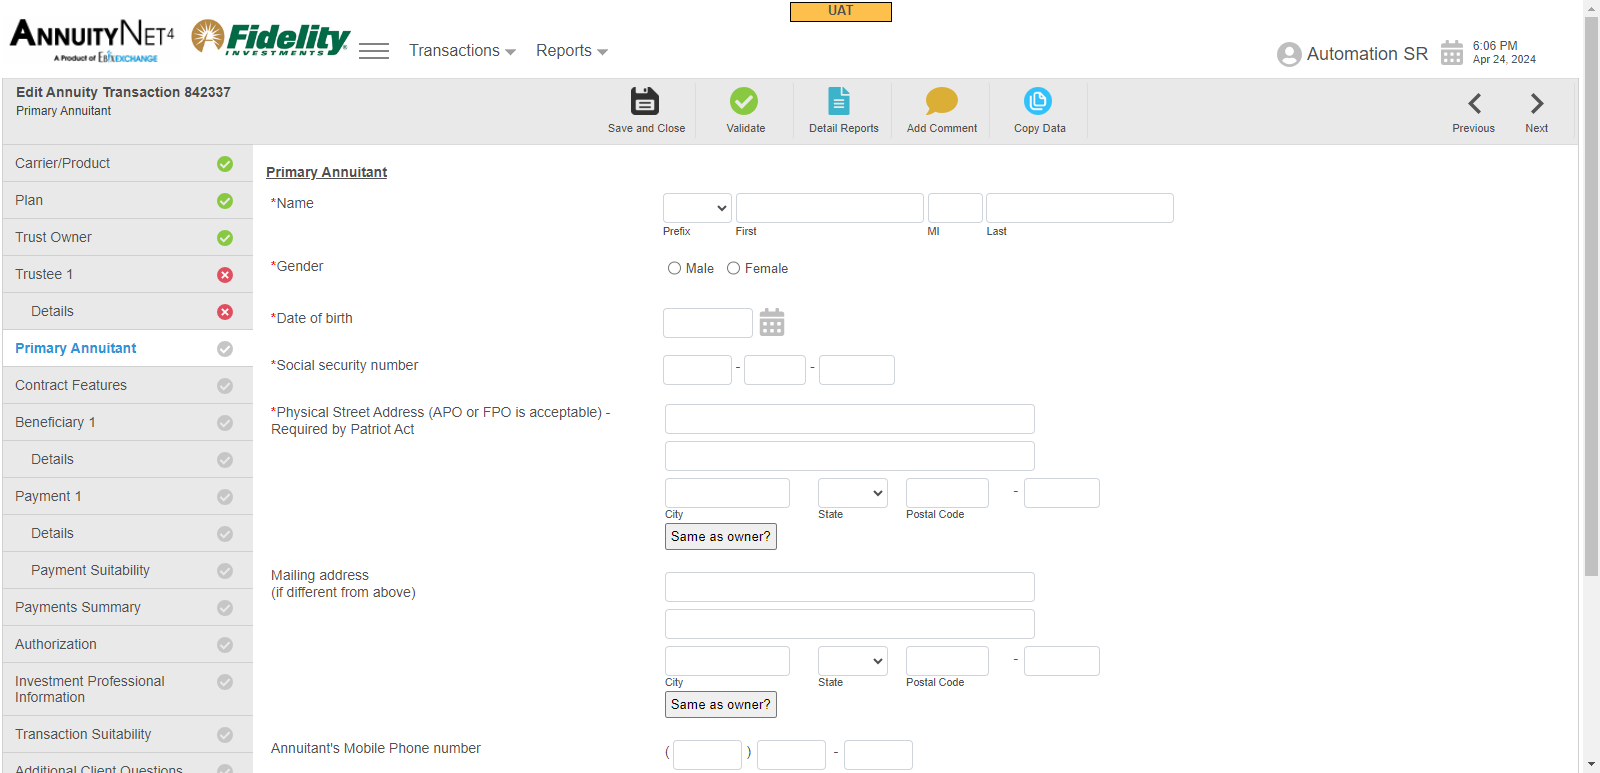 UAT
ANNUITYNET4
A Product of EBIXEXCHANGE
Fidelity
INVESTMENTS
Transactions
Reports
Automation SR
6:06 PM
Apr 24, 2024
Edit Annuity Transaction 842337
Primary Annuitant
Save and Close
Validate
Detail Reports
Add Comment
Copy Data
Previous
Next
Carrier/Product
Plan
Trust Owner
Trustee 1
Details
Primary Annuitant
Contract Features
Beneficiary 1
Details
Payment 1
Details
Payment Suitability
Payments Summary
Authorization
Investment Professional
Information
Transaction Suitability
Additional Client Questions
Primary Annuitant
*Name
Prefix First MI Last
*Gender
Male Female
*Date of birth
*Social security number
- -
*Physical Street Address (APO or FPO is acceptable) -
Required by Patriot Act
-
City State Postal Code
Same as owner?
Mailing address
(if different from above)
-
City State Postal Code
Same as owner?
Annuitant's Mobile Phone number
( ) -